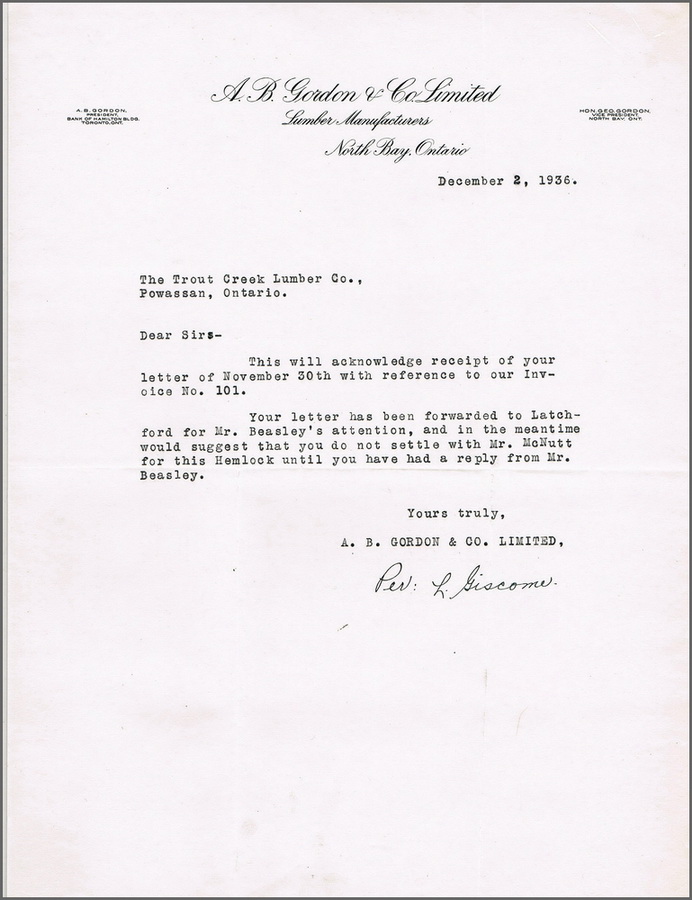 A. B. Gordon & Co. Limited
Lumber Manufacturers
North Bay, Ontario
A. B. GORDON,
PRESIDENT,
BANK OF HAMILTON BLDG.
TORONTO, ONT.
HON. GEO. GORDON,
VICE PRESIDENT
NORTH BAY, ONT.
December 2, 1936.
The Trout Creek Lumber Co.,
Powassan, Ontario.
Dear Sirs-
This will acknowledge receipt of your
letter of November 30th with reference to our Inv-
oice No. 101.
Your letter has been forwarded to Latch-
ford for Mr. Beasley's attention, and in the meantime
would suggest that you do not settle with Mr. McNutt
for this Hemlock until you have had a reply from Mr.
Beasley.
Yours truly,
A. B. GORDON & CO. LIMITED,
Per: L. Giscome.